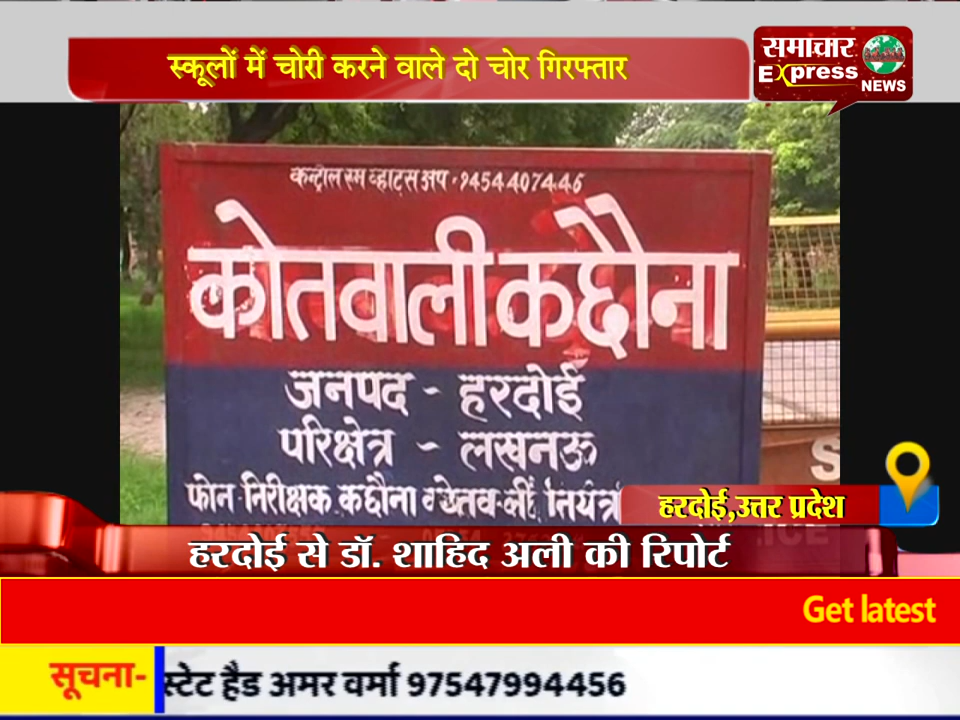 स्कूलों में चोरी करने वाले दो चोर गिरफ्तार
समाचार
Express
NEWS
कन्ट्रोल रूम व्हाट्स अप - 9454407446
कोतवाली कछौना
जनपद - हरदोई
परिक्षेत्र - लखनऊ
फोन - निरीक्षक कछौना
हरदोई,उत्तर प्रदेश
हरदोई से डॉ. शाहिद अली की रिपोर्ट
Get latest
सूचना- स्टेट हैड अमर वर्मा 97547994456